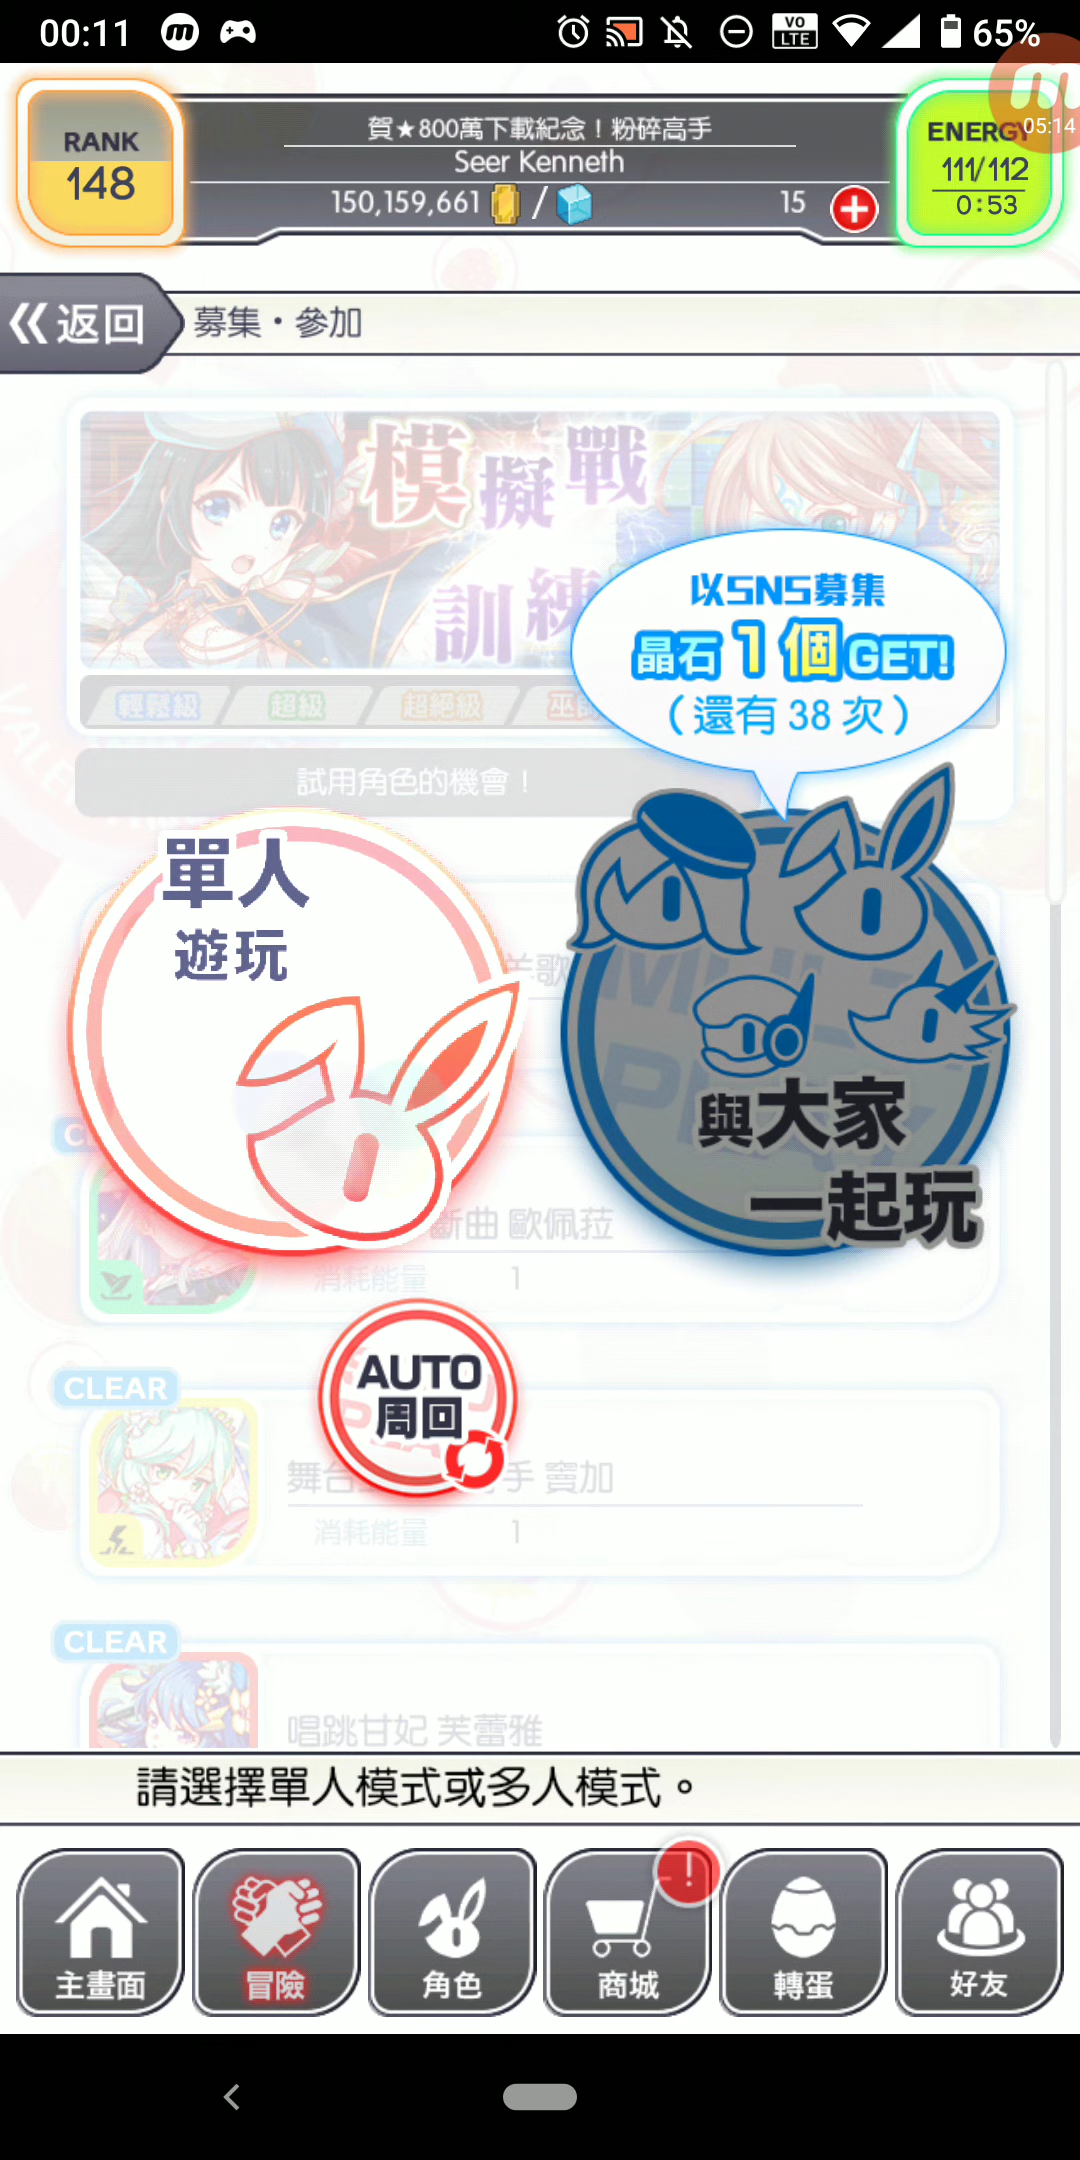 00:11
VO
LTE
65%
05:14
RANK
148
賀★800萬下載紀念！粉碎高手
Seer Kenneth
150,159,661 /
15
ENERGY
111/112
0:53
返回
募集・參加
模擬戰
訓練
以SNS募集
晶石1個GET!
（還有 38 次）
輕鬆級
超級
超絕級
試用角色的機會！
單人
遊玩
MULTI
PLAY
與大家
一起玩
斷曲 歐佩菈
消耗能量 1
AUTO
周回
CLEAR
手 竇加
消耗能量 1
CLEAR
唱跳甘妃 芙蕾雅
請選擇單人模式或多人模式。
主畫面
冒險
角色
商城
轉蛋
好友